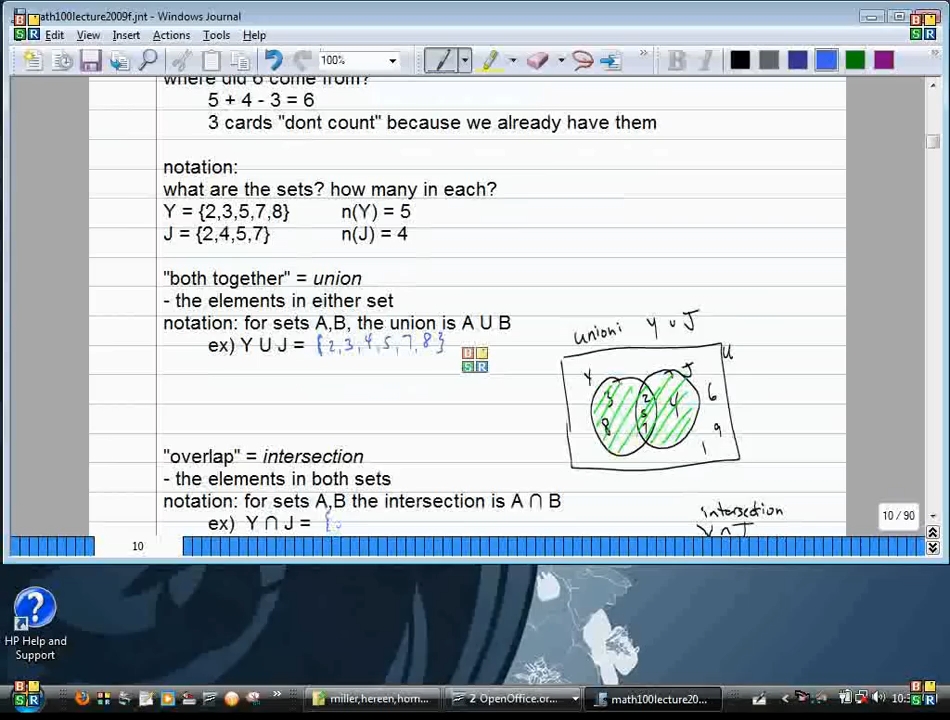 math100lecture2009f.jnt - Windows Journal
Edit View Insert Actions Tools Help
100%
where did 6 come from?
5 + 4 - 3 = 6
3 cards "dont count" because we already have them
notation:
what are the sets? how many in each?
Y = {2,3,5,7,8} n(Y) = 5
J = {2,4,5,7} n(J) = 4
"both together" = union
- the elements in either set
notation: for sets A,B, the union is A U B
ex) Y U J = {2,3,4,5,7,8}
union: Y ∪ J
U
Y J
3 2 4 6
5
8 7 9
1
"overlap" = intersection
- the elements in both sets
notation: for sets A,B the intersection is A ∩ B
ex) Y ∩ J = {
intersection
Y ∩ J
10 / 90
10
HP Help and
Support
miller,hereen,horn...
2 OpenOffice.or...
math100lecture20...